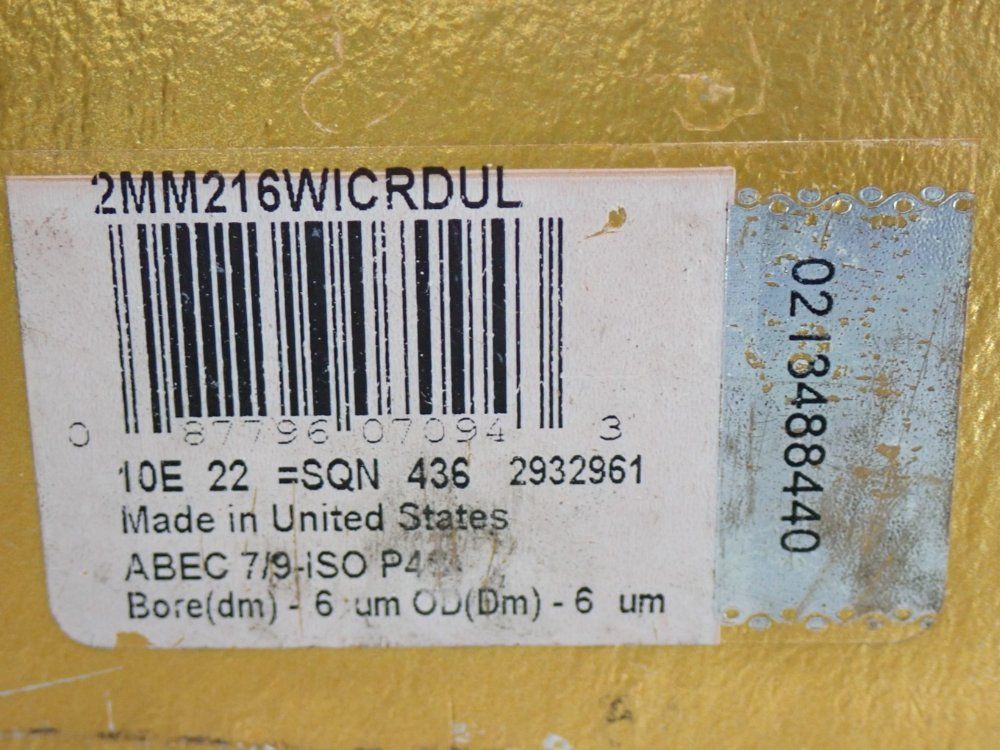 2MM216WICRDUL
0 87796 07094 3
10E 22 =SQN 436 2932961
Made in United States
ABEC 7/9-ISO P4
Bore(dm) - 6 um OD(Dm) - 6 um
0218488440